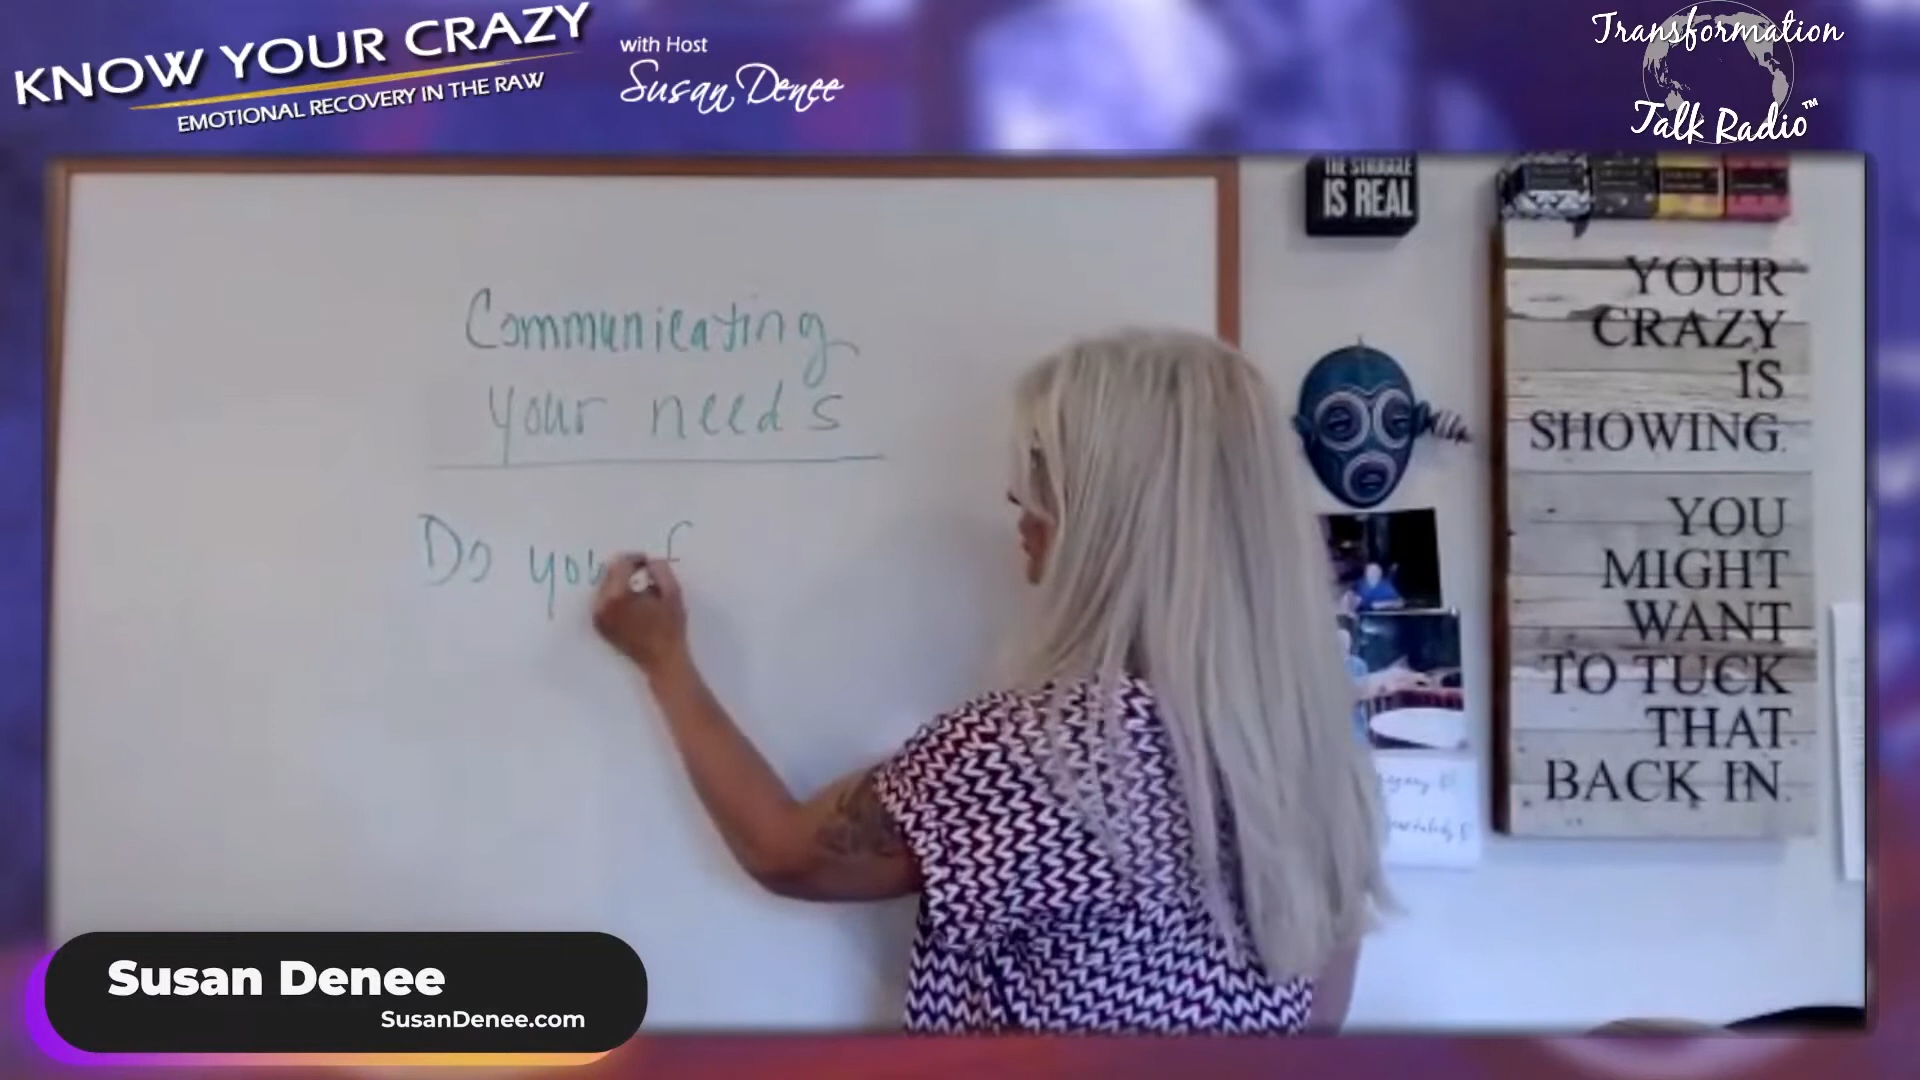 KNOW YOUR CRAZY
EMOTIONAL RECOVERY IN THE RAW
with Host
Susan Denee
Transformation
Talk Radio™
THE STRUGGLE
IS REAL
Communicating
your needs
Do you f
YOUR
CRAZY
IS
SHOWING.
YOU
MIGHT
WANT
TO TUCK
THAT
BACK IN.
Susan Denee
SusanDenee.com